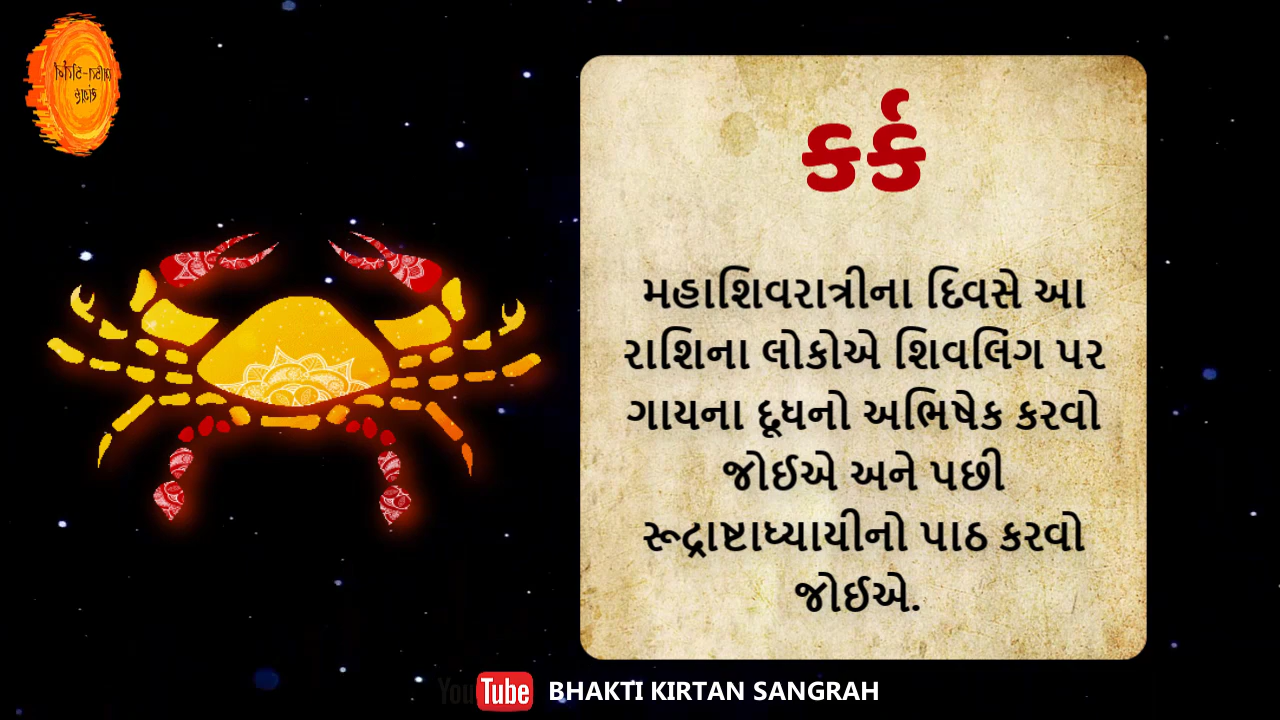 કર્ક
મહાશિવરાત્રીના દિવસે આ
રાશિના લોકોએ શિવલિંગ પર
ગાયના દૂધનો અભિષેક કરવો
જોઈએ અને પછી
રૂદ્રાષ્ટાધ્યાયીનો પાઠ કરવો
જોઈએ.
YouTube BHAKTI KIRTAN SANGRAH